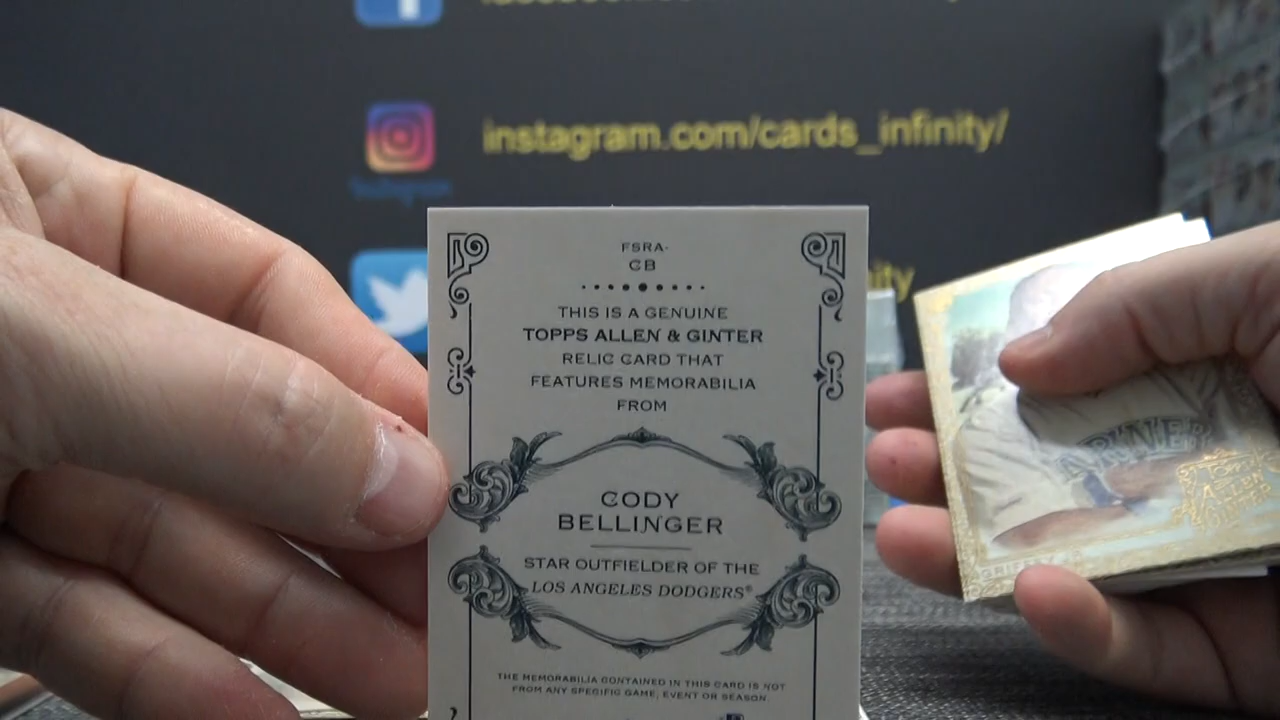 instagram.com/cards_infinity/
Instagram
FSRA-
CB
THIS IS A GENUINE
TOPPS ALLEN & GINTER
RELIC CARD THAT
FEATURES MEMORABILIA
FROM
CODY
BELLINGER
STAR OUTFIELDER OF THE
LOS ANGELES DODGERS®
THE MEMORABILIA CONTAINED IN THIS CARD IS NOT
FROM ANY SPECIFIC GAME, EVENT OR SEASON.